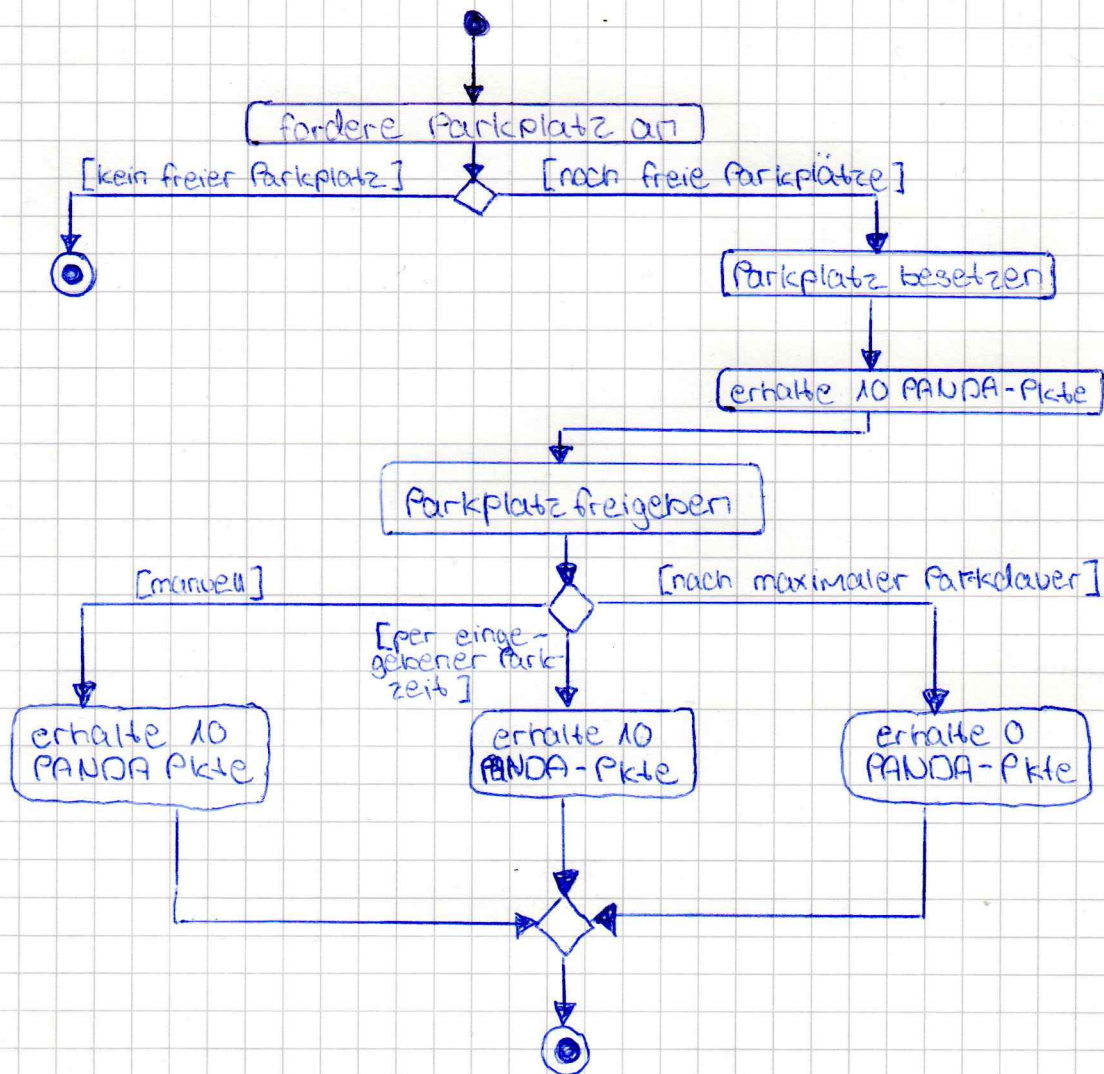 fordere Parkplatz an
[kein freier Parkplatz]
[noch freie Parkplätze]
Parkplatz besetzen
erhalte 10 PANDA-Pkte
Parkplatz freigeben
[manuell]
[nach maximaler Parkdauer]
[per einge-
gebener Park-
zeit]
erhalte 10
PANDA Pkte
erhalte 10
PANDA-Pkte
erhalte 0
PANDA-Pkte